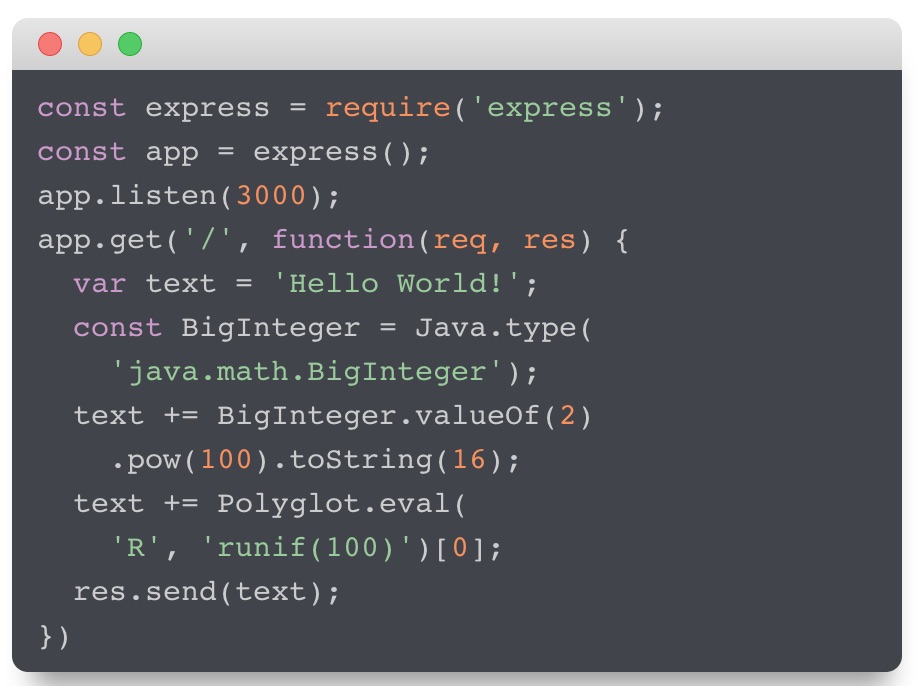 const express = require('express');
const app = express();
app.listen(3000);
app.get('/', function(req, res) {
  var text = 'Hello World!';
  const BigInteger = Java.type(
    'java.math.BigInteger');
  text += BigInteger.valueOf(2)
    .pow(100).toString(16);
  text += Polyglot.eval(
    'R', 'runif(100)')[0];
  res.send(text);
})